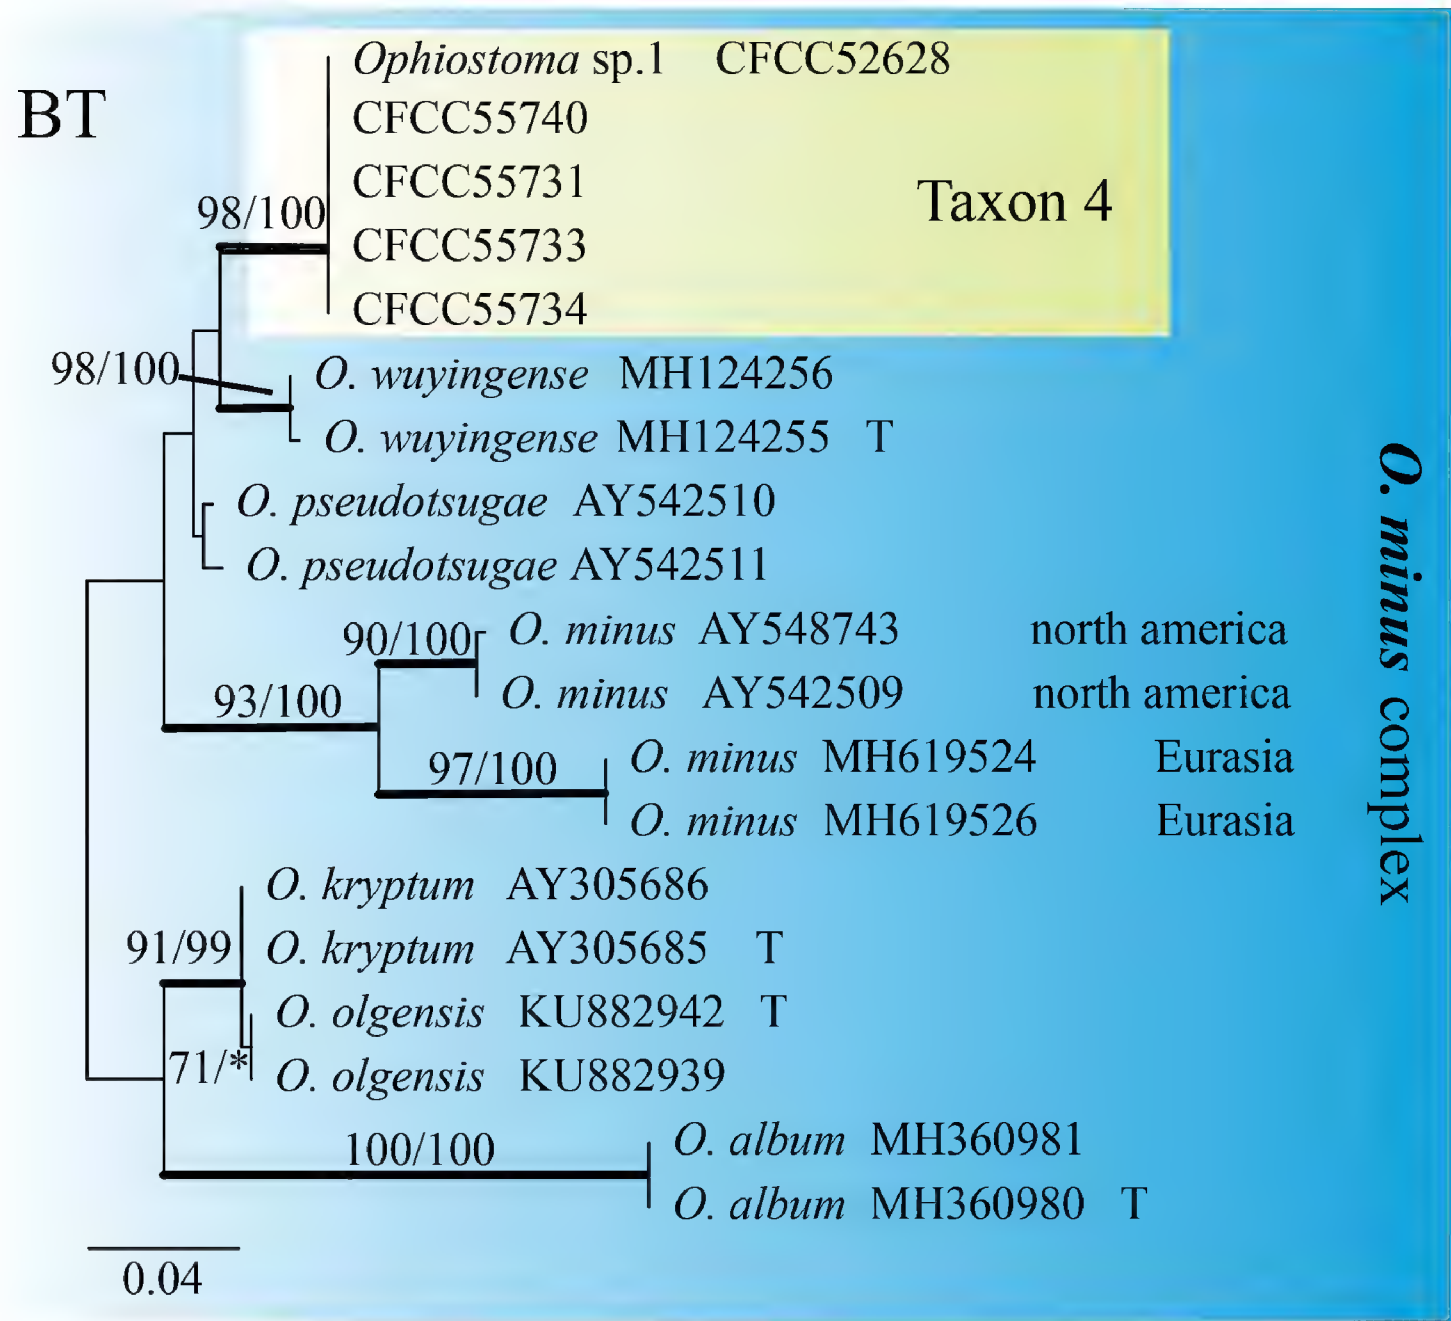 BT
Ophiostoma sp.1 CFCC52628
CFCC55740
CFCC55731
CFCC55733
CFCC55734
Taxon 4
98/100
98/100
O. wuyingense MH124256
O. wuyingense MH124255 T
O. pseudotsugae AY542510
O. pseudotsugae AY542511
90/100
O. minus AY548743 north america
O. minus AY542509 north america
93/100
97/100
O. minus MH619524 Eurasia
O. minus MH619526 Eurasia
O. kryptum AY305686
91/99
O. kryptum AY305685 T
O. olgensis KU882942 T
71/*
O. olgensis KU882939
100/100
O. album MH360981
O. album MH360980 T
0.04
O. minus complex